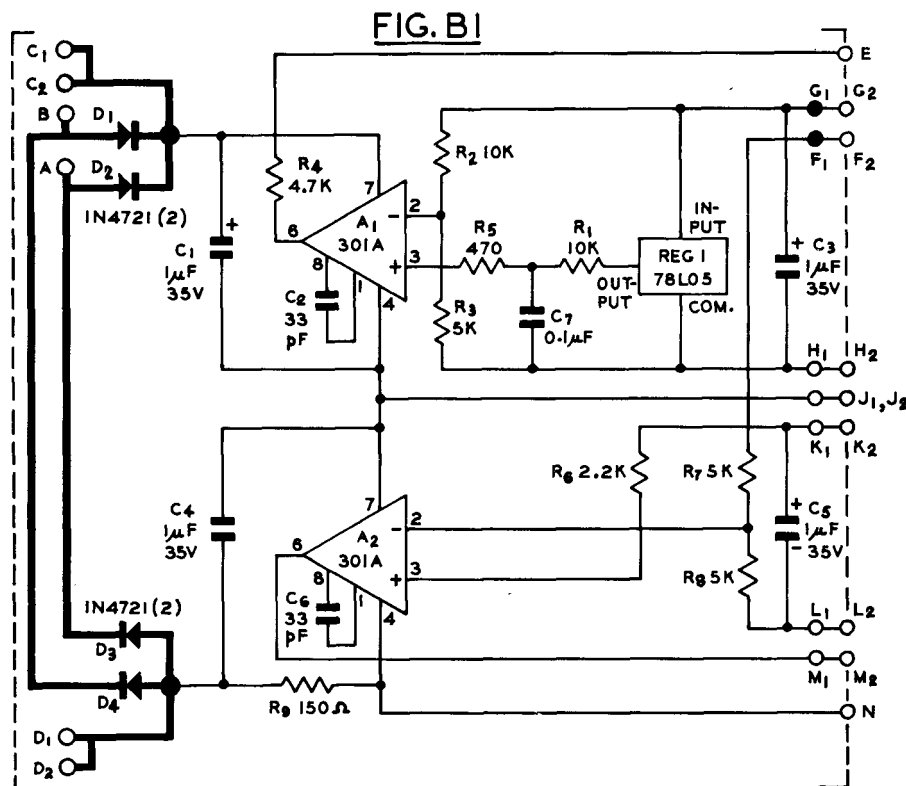 FIG. B1
C1
C2
B
D1
A
D2
1N4721(2)
E
G1
G2
F1
F2
R4
4.7K
R2 10K
7
6
A1
301A
-
2
+
3
8
1
4
C1
+
1µF
35V
C2
33
pF
R5
470
R1
10K
IN-
PUT
REG 1
78L05
OUT-
PUT
COM.
C3
+
1µF
35V
R3
5K
C7
0.1µF
H1
H2
J1, J2
K1
K2
R6 2.2K
R7 5K
C4
1µF
35V
7
6
A2
301A
-
2
+
3
8
1
4
C6
33
pF
C5
+
1µF
-
35V
R8 5K
1N4721(2)
D3
D4
L1
L2
M1
M2
R9 150Ω
N
D1
D2